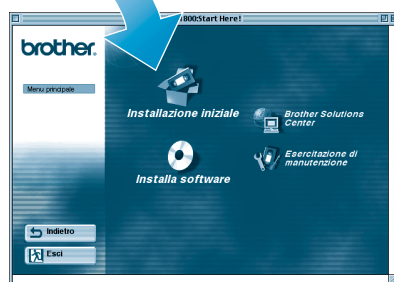 800:Start Here!
brother.
Menu principale
Installazione iniziale
Brother Solutions
Center
Installa software
Esercitazione di
manutenzione
Indietro
Esci